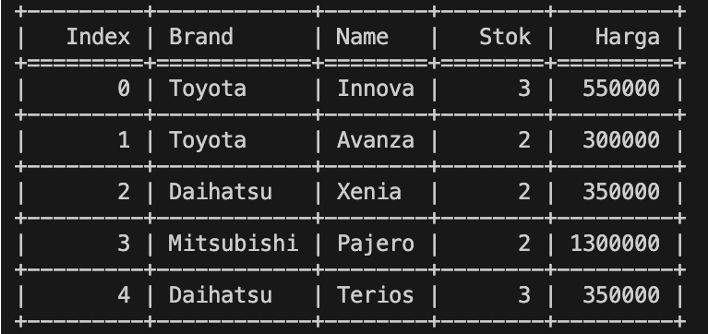 +---------+------------+--------+--------+---------+
|   Index | Brand      | Name   |   Stok |   Harga |
+=========+============+========+========+=========+
|       0 | Toyota     | Innova |      3 |  550000 |
+---------+------------+--------+--------+---------+
|       1 | Toyota     | Avanza |      2 |  300000 |
+---------+------------+--------+--------+---------+
|       2 | Daihatsu   | Xenia  |      2 |  350000 |
+---------+------------+--------+--------+---------+
|       3 | Mitsubishi | Pajero |      2 | 1300000 |
+---------+------------+--------+--------+---------+
|       4 | Daihatsu   | Terios |      3 |  350000 |
+---------+------------+--------+--------+---------+